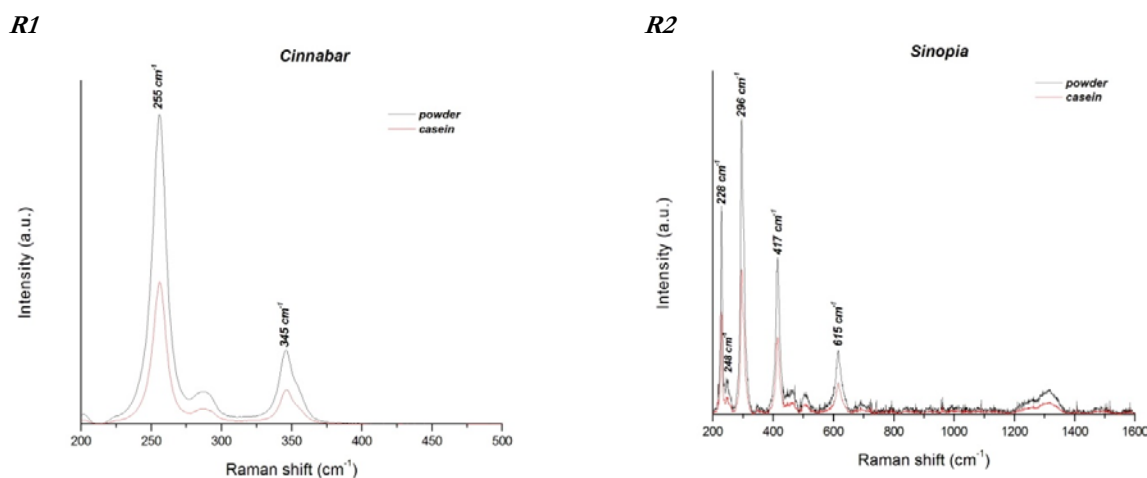 R1
Cinnabar
255 cm⁻¹
345 cm⁻¹
powder
casein
Intensity (a.u.)
200 250 300 350 400 450 500
Raman shift (cm⁻¹)
R2
Sinopia
228 cm⁻¹
248 cm⁻¹
296 cm⁻¹
417 cm⁻¹
615 cm⁻¹
powder
casein
Intensity (a.u.)
200 400 600 800 1000 1200 1400 1600
Raman shift (cm⁻¹)